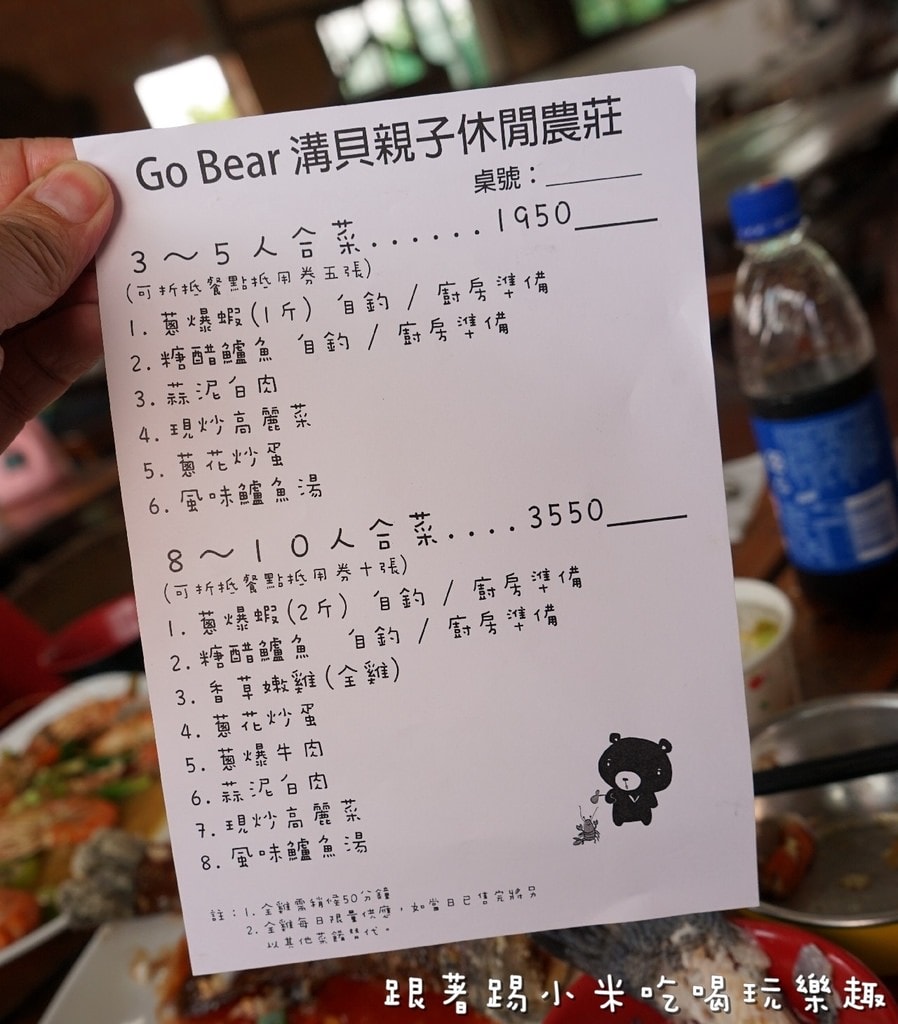 Go Bear 溝貝親子休閒農莊
桌號：______
3～5人合菜......1950____
(可折抵餐點抵用券五張)
1. 蔥爆蝦(1斤) 自釣 / 廚房準備
2. 糖醋鱸魚 自釣 / 廚房準備
3. 蒜泥白肉
4. 現炒高麗菜
5. 蔥花炒蛋
6. 風味鱸魚湯
8～10人合菜....3550____
(可折抵餐點抵用券十張)
1. 蔥爆蝦(2斤) 自釣 / 廚房準備
2. 糖醋鱸魚 自釣 / 廚房準備
3. 香草嫩雞(全雞)
4. 蔥花炒蛋
5. 蔥爆牛肉
6. 蒜泥白肉
7. 現炒高麗菜
8. 風味鱸魚湯
註：1. 全雞需稍候50分鐘
2. 全雞每日限量供應，如當日已售完將另
以其他菜餚替代。
跟著踢小米吃喝玩樂趣